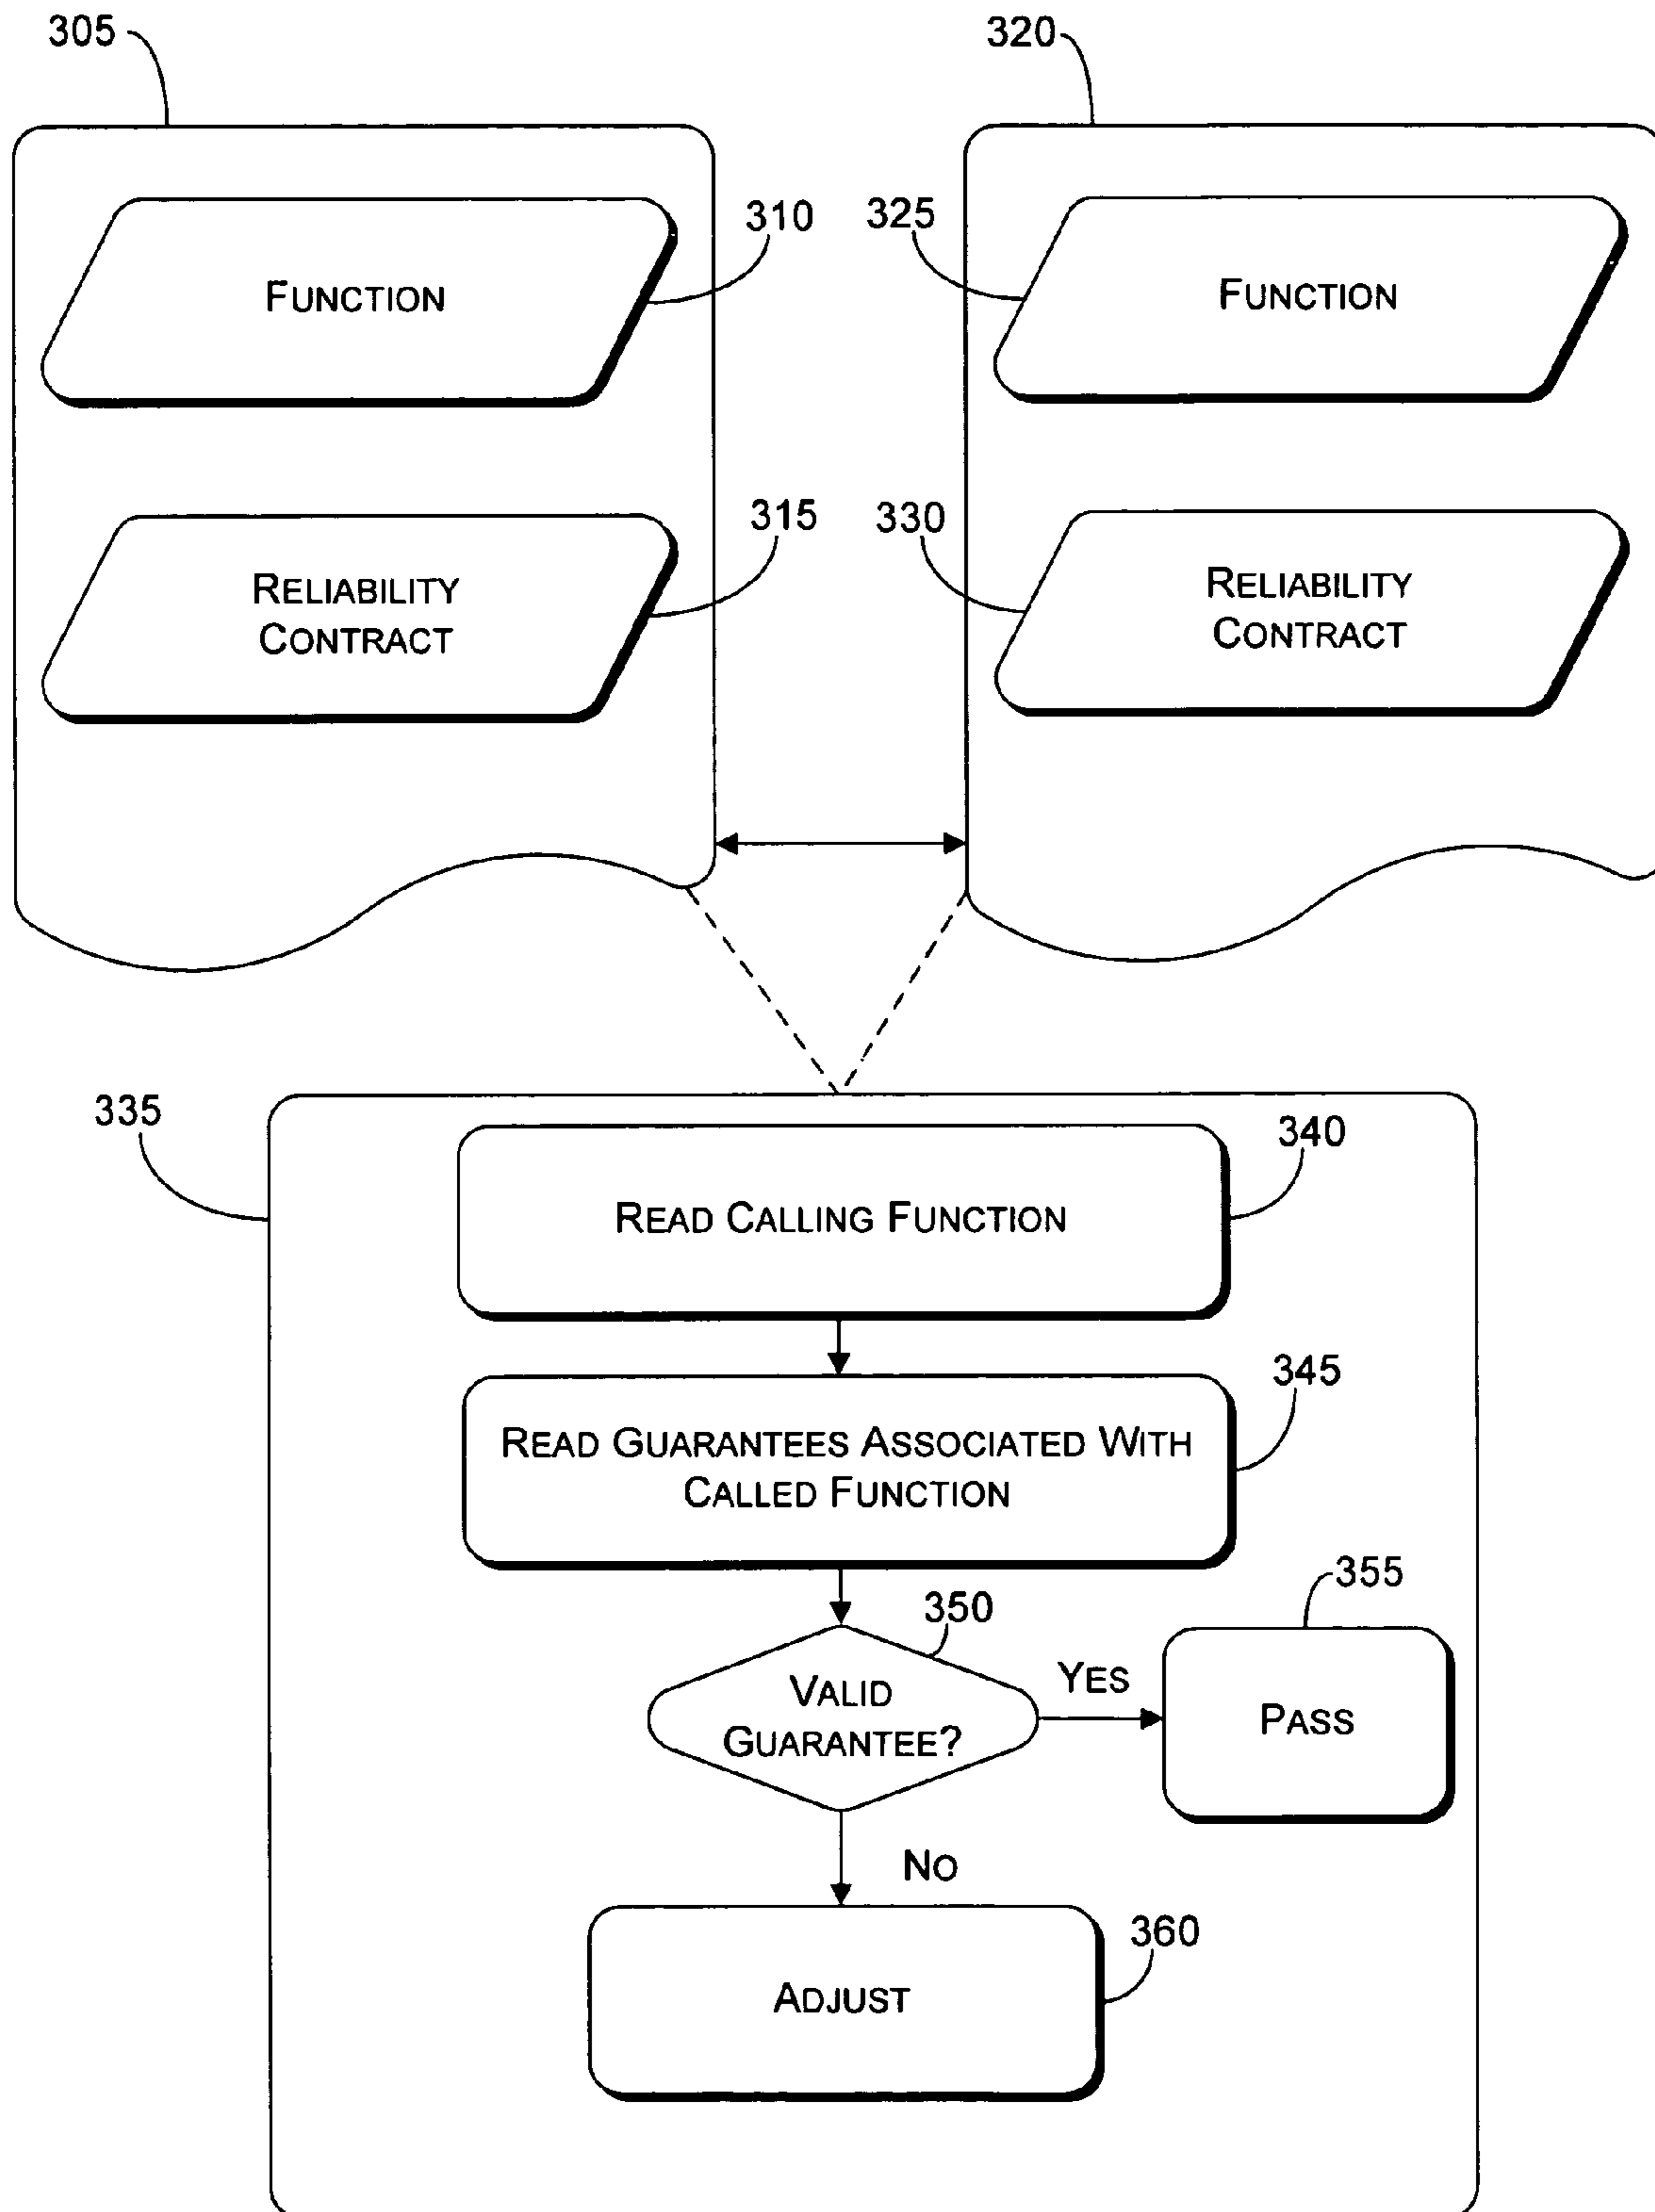 305
320
FUNCTION
310
325
FUNCTION
RELIABILITY
CONTRACT
315
330
RELIABILITY
CONTRACT
335
READ CALLING FUNCTION
340
READ GUARANTEES ASSOCIATED WITH
CALLED FUNCTION
345
350
VALID
GUARANTEE?
YES
355
PASS
NO
ADJUST
360